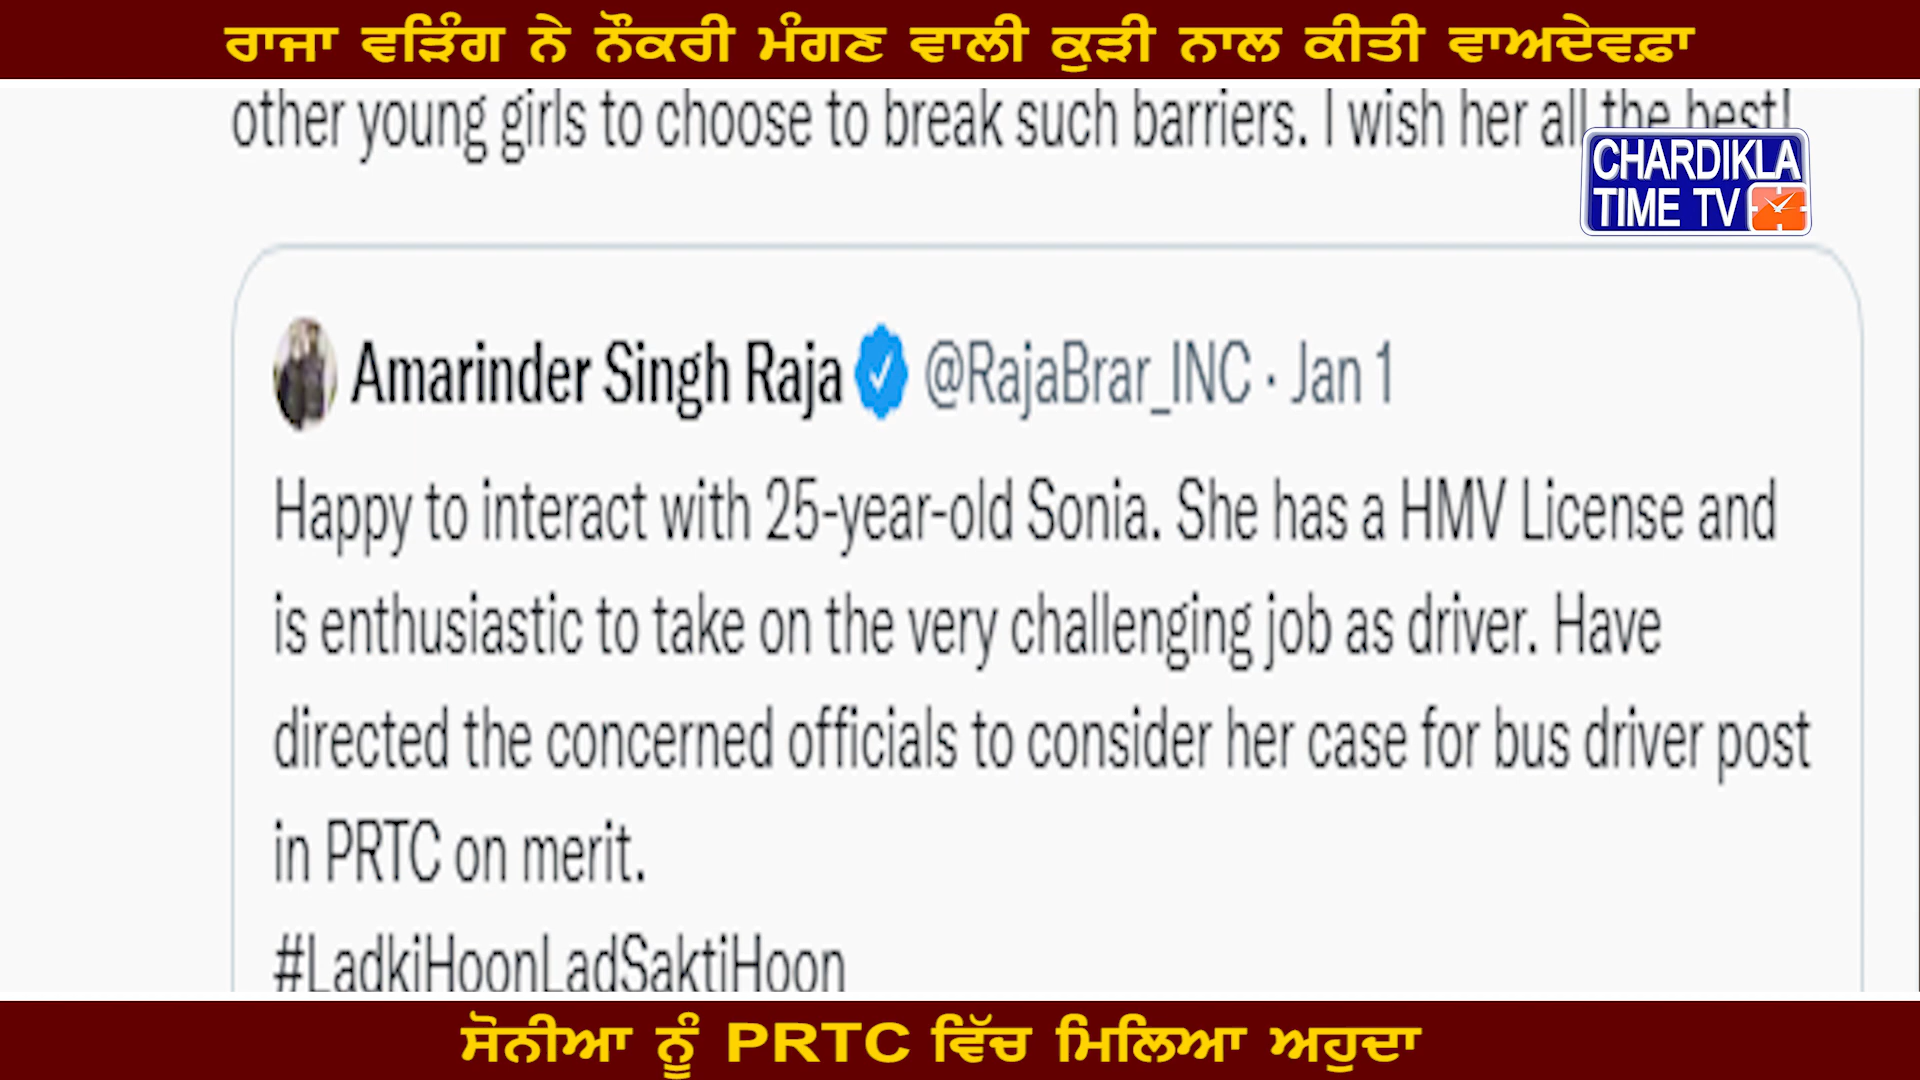 ਰਾਜਾ ਵੜਿੰਗ ਨੇ ਨੌਕਰੀ ਮੰਗਣ ਵਾਲੀ ਕੁੜੀ ਨਾਲ ਕੀਤੀ ਵਾਅਦੇਵਫ਼ਾ
other young girls to choose to break such barriers. I wish her all the best!
CHARDIKLA
TIME TV
Amarinder Singh Raja @RajaBrar_INC · Jan 1
Happy to interact with 25-year-old Sonia. She has a HMV License and
is enthusiastic to take on the very challenging job as driver. Have
directed the concerned officials to consider her case for bus driver post
in PRTC on merit.
#LadkiHoonLadSaktiHoon
ਸੋਨੀਆ ਨੂੰ PRTC ਵਿੱਚ ਮਿਲਿਆ ਅਹੁਦਾ